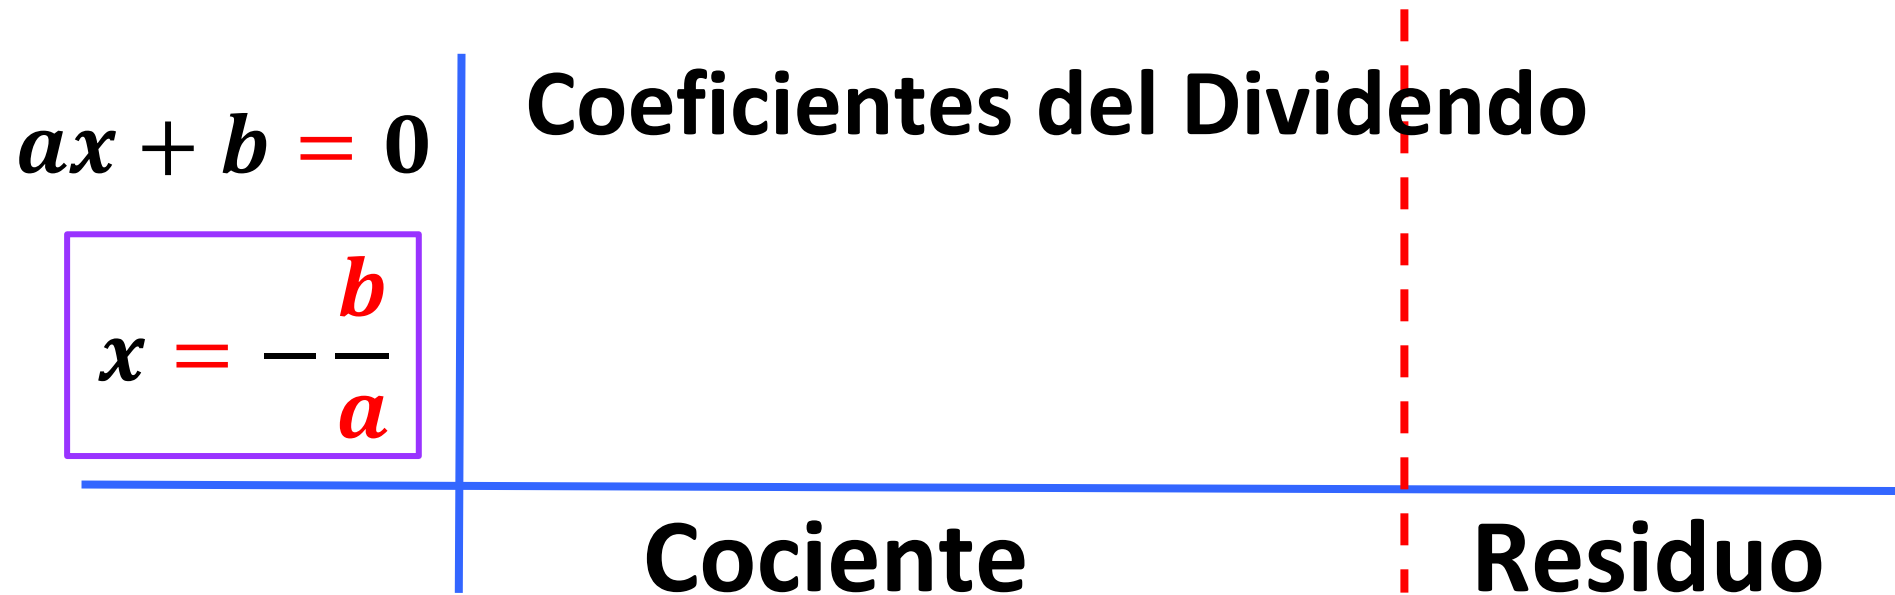 Coeficientes del Dividendo
ax + b = 0
x = - b/a
Cociente
Residuo